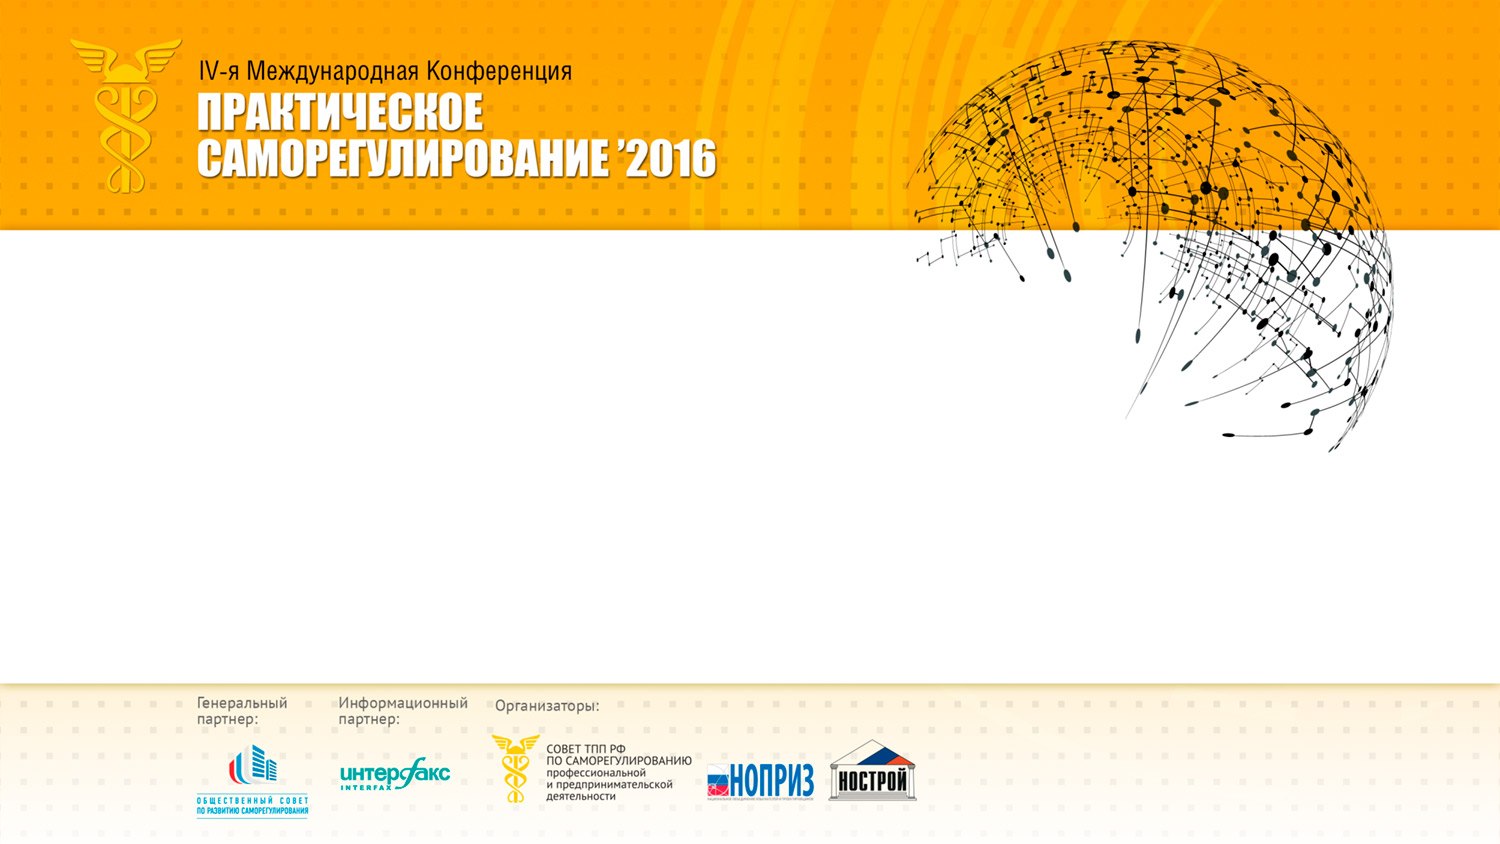 IV-я Международная Конференция
ПРАКТИЧЕСКОЕ
САМОРЕГУЛИРОВАНИЕ ’2016
Генеральный
партнер:
ОБЩЕСТВЕННЫЙ СОВЕТ
ПО РАЗВИТИЮ САМОРЕГУЛИРОВАНИЯ
Информационный
партнер:
интерфакс
INTERFAX
Организаторы:
СОВЕТ ТПП РФ
ПО САМОРЕГУЛИРОВАНИЮ
профессиональной
и предпринимательской
деятельности
НОПРИЗ
НОСТРОЙ